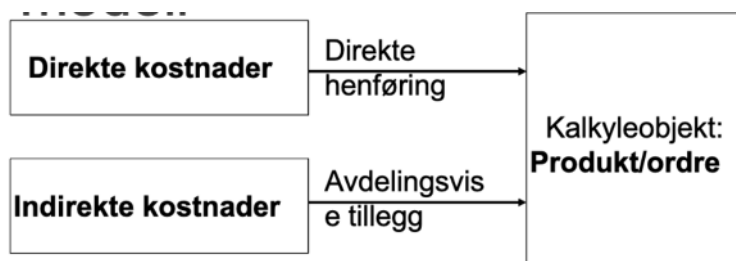 Direkte kostnader
Direkte
henføring
Kalkyleobjekt:
Produkt/ordre
Indirekte kostnader
Avdelingsvis
e tillegg